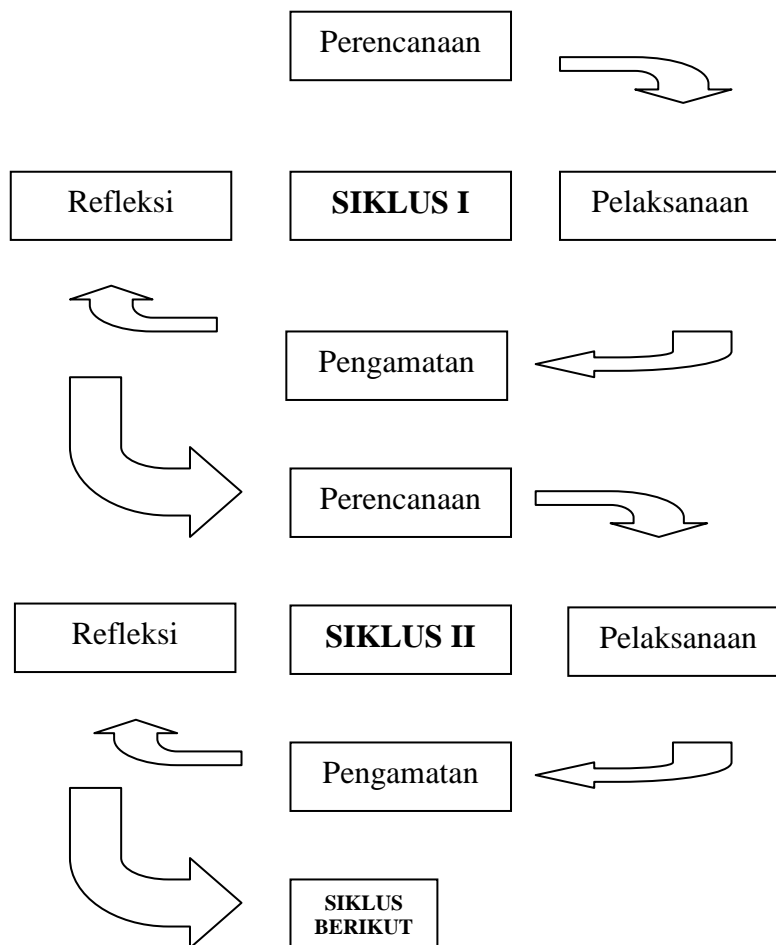 Perencanaan
Refleksi
SIKLUS I
Pelaksanaan
Pengamatan
Perencanaan
Refleksi
SIKLUS II
Pelaksanaan
Pengamatan
SIKLUS
BERIKUT